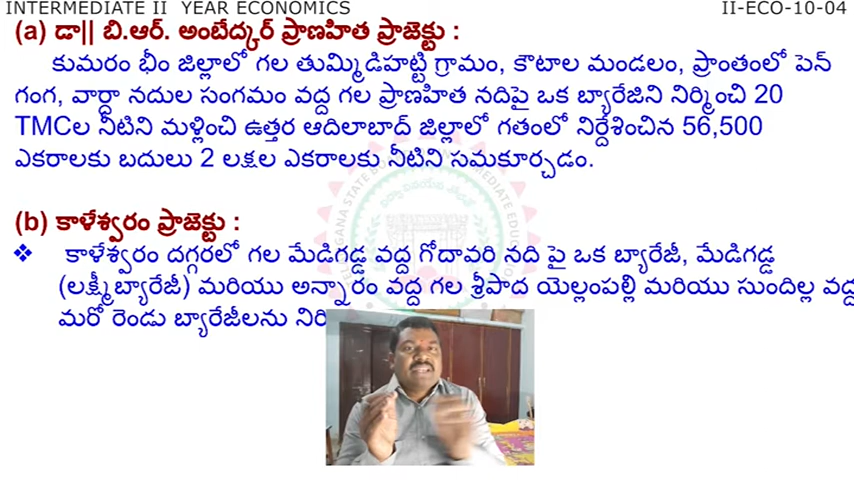 INTERMEDIATE II YEAR ECONOMICS II-ECO-10-04
(a) డా|| బి.ఆర్. అంబేద్కర్ ప్రాణహిత ప్రాజెక్టు :
కుమరం భీం జిల్లాలో గల తుమ్మిడిహట్టి గ్రామం, కౌటాల మండలం, ప్రాంతంలో పెన్
గంగ, వార్ధా నదుల సంగమం వద్ద గల ప్రాణహిత నదిపై ఒక బ్యారేజిని నిర్మించి 20
TMCల నీటిని మళ్లించి ఉత్తర ఆదిలాబాద్ జిల్లాలో గతంలో నిర్దేశించిన 56,500
ఎకరాలకు బదులు 2 లక్షల ఎకరాలకు నీటిని సమకూర్చడం.
(b) కాళేశ్వరం ప్రాజెక్టు :
❖ కాళేశ్వరం దగ్గరలో గల మేడిగడ్డ వద్ద గోదావరి నది పై ఒక బ్యారేజీ, మేడిగడ్డ
(లక్ష్మీబ్యారేజీ) మరియు అన్నారం వద్ద గల శ్రీపాద యెల్లంపల్లి మరియు సుందిల్ల వద్ద
మరో రెండు బ్యారేజీలను